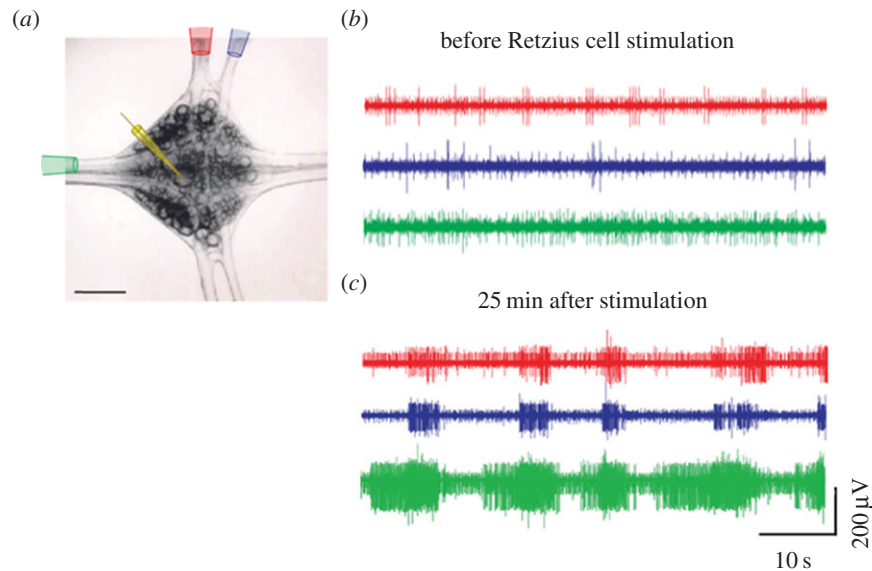 (a)
(b)
before Retzius cell stimulation
(c)
25 min after stimulation
200 µV
10 s